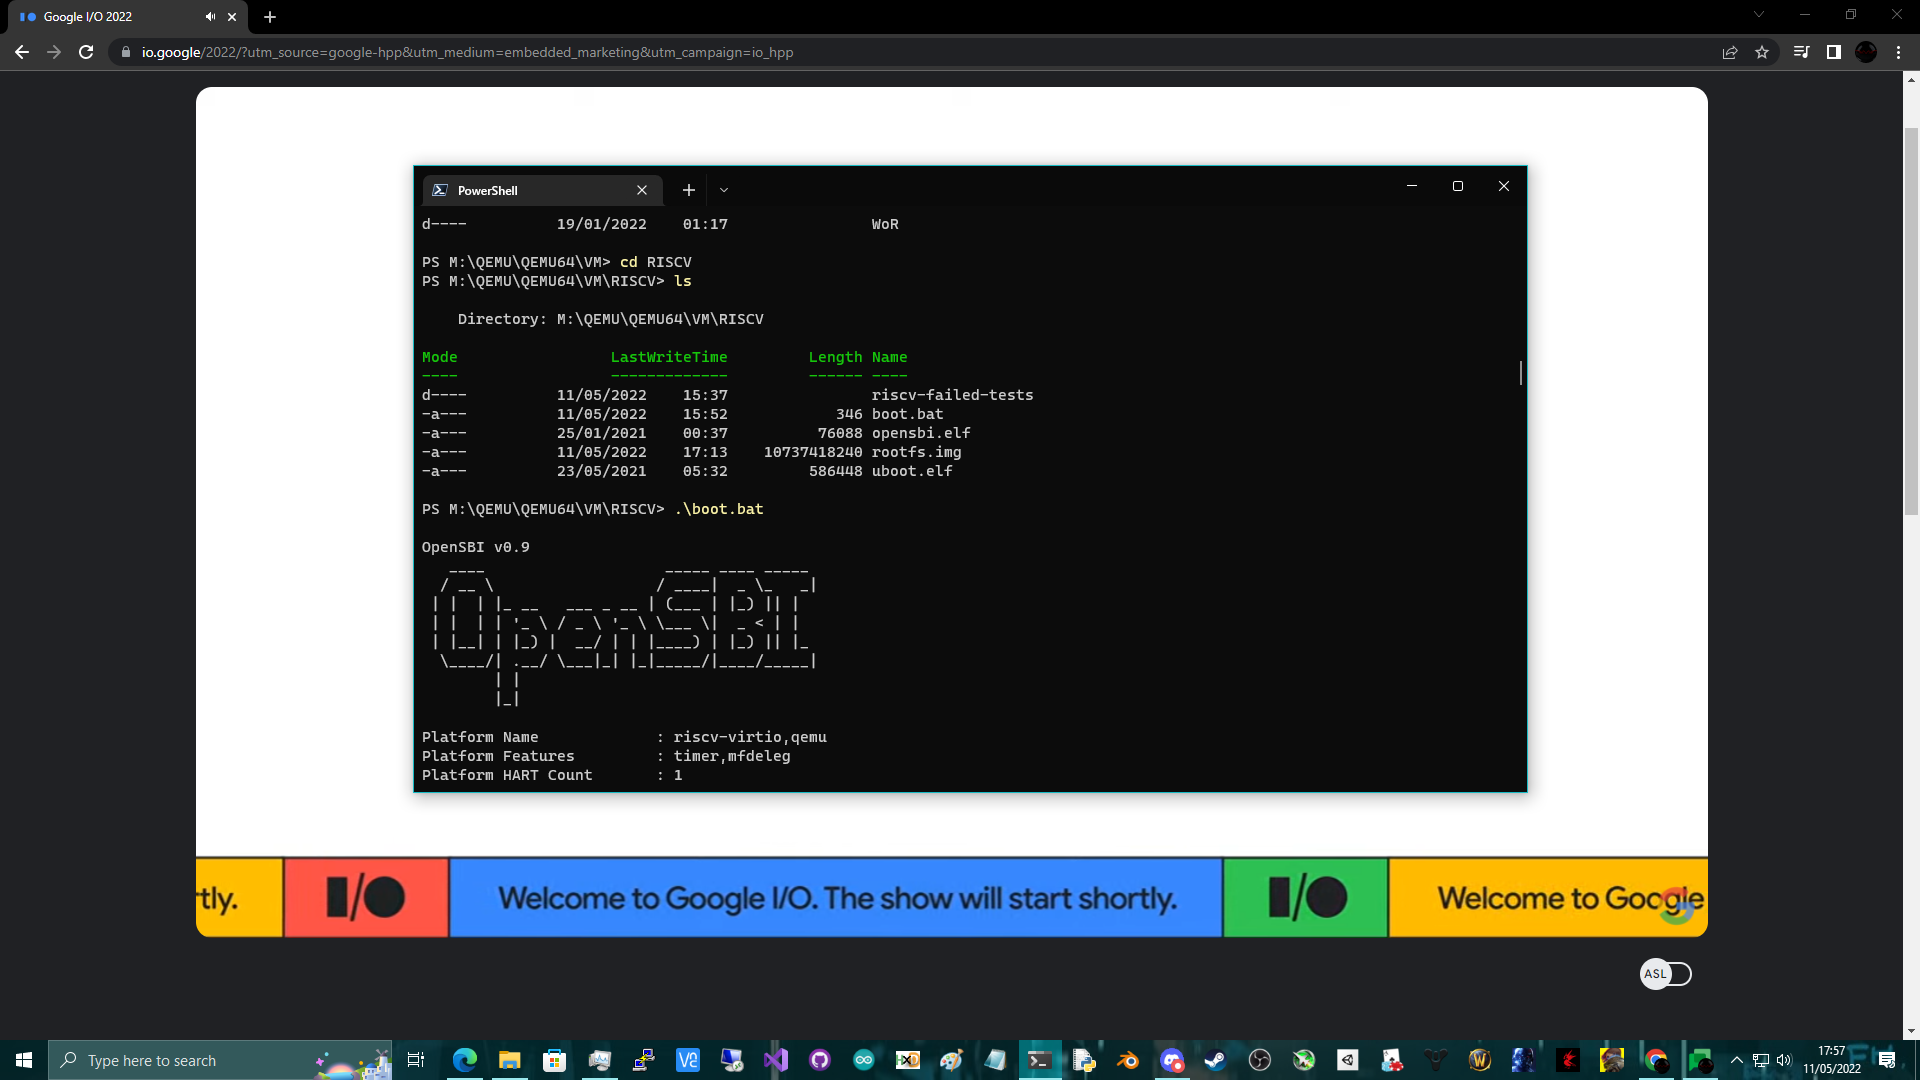 Google I/O 2022
io.google/2022/?utm_source=google-hpp&utm_medium=embedded_marketing&utm_campaign=io_hpp
PowerShell
d----          19/01/2022    01:17                WoR
PS M:\QEMU\QEMU64\VM> cd RISCV
PS M:\QEMU\QEMU64\VM\RISCV> ls
Directory: M:\QEMU\QEMU64\VM\RISCV
Mode                 LastWriteTime         Length Name
----                 -------------         ------ ----
d----          11/05/2022    15:37                riscv-failed-tests
-a---          11/05/2022    15:52            346 boot.bat
-a---          25/01/2021    00:37          76088 opensbi.elf
-a---          11/05/2022    17:13    10737418240 rootfs.img
-a---          23/05/2021    05:32         586448 uboot.elf
PS M:\QEMU\QEMU64\VM\RISCV> .\boot.bat
OpenSBI v0.9
OpenSBI
Platform Name             : riscv-virtio,qemu
Platform Features         : timer,mfdeleg
Platform HART Count       : 1
tly. I/O Welcome to Google I/O. The show will start shortly. I/O Welcome to Google
ASL
Type here to search
17:57
11/05/2022